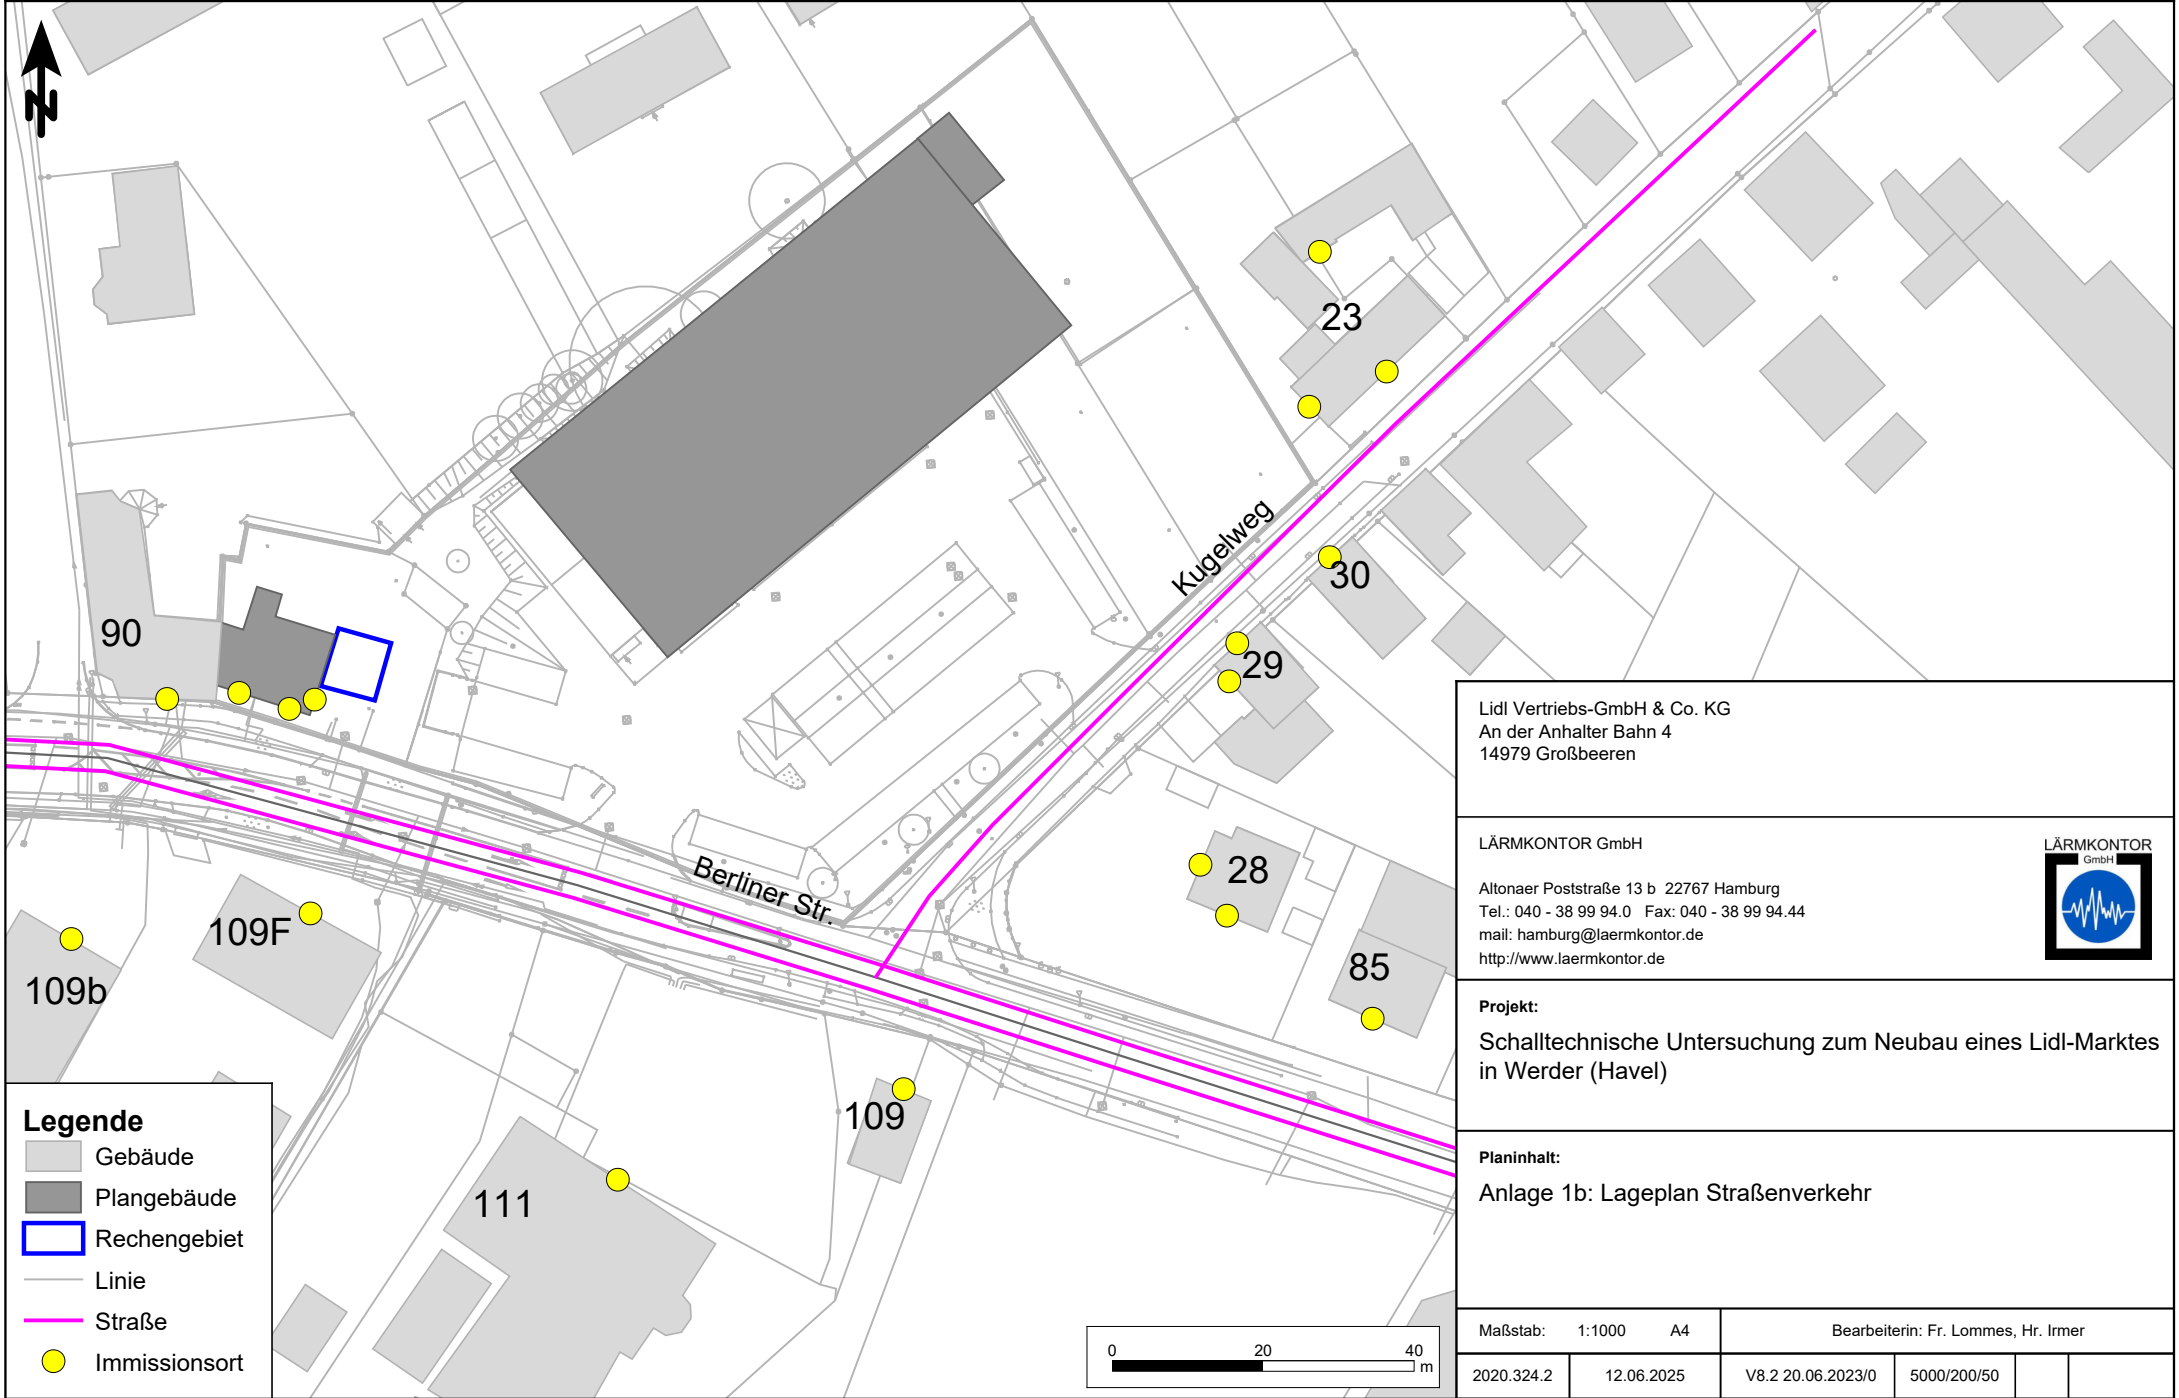 N
23
Kugelweg
30
29
90
28
Berliner Str.
109F
109b
85
109
111
Legende
Gebäude
Plangebäude
Rechengebiet
Linie
Straße
Immissionsort
0 20 40
m
Lidl Vertriebs-GmbH & Co. KG
An der Anhalter Bahn 4
14979 Großbeeren
LÄRMKONTOR GmbH
Altonaer Poststraße 13 b 22767 Hamburg
Tel.: 040 - 38 99 94.0 Fax: 040 - 38 99 94.44
mail: hamburg@laermkontor.de
http://www.laermkontor.de
LÄRMKONTOR
GmbH
Projekt:
Schalltechnische Untersuchung zum Neubau eines Lidl-Marktes
in Werder (Havel)
Planinhalt:
Anlage 1b: Lageplan Straßenverkehr
Maßstab: 1:1000 A4 Bearbeiterin: Fr. Lommes, Hr. Irmer
2020.324.2 12.06.2025 V8.2 20.06.2023/0 5000/200/50